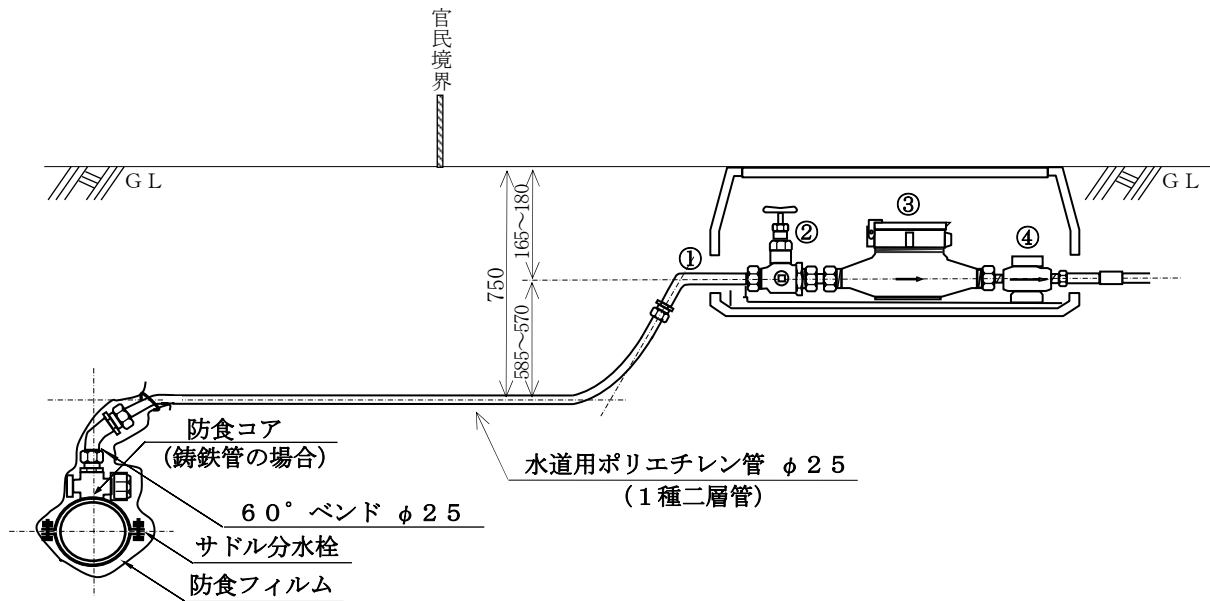 官民境界
ＧＬ
ＧＬ
165～180
750
585～570
①
②
③
④
防食コア
(鋳鉄管の場合)
水道用ポリエチレン管 φ２５
(１種二層管)
６０°ベンド φ２５
サドル分水栓
防食フィルム